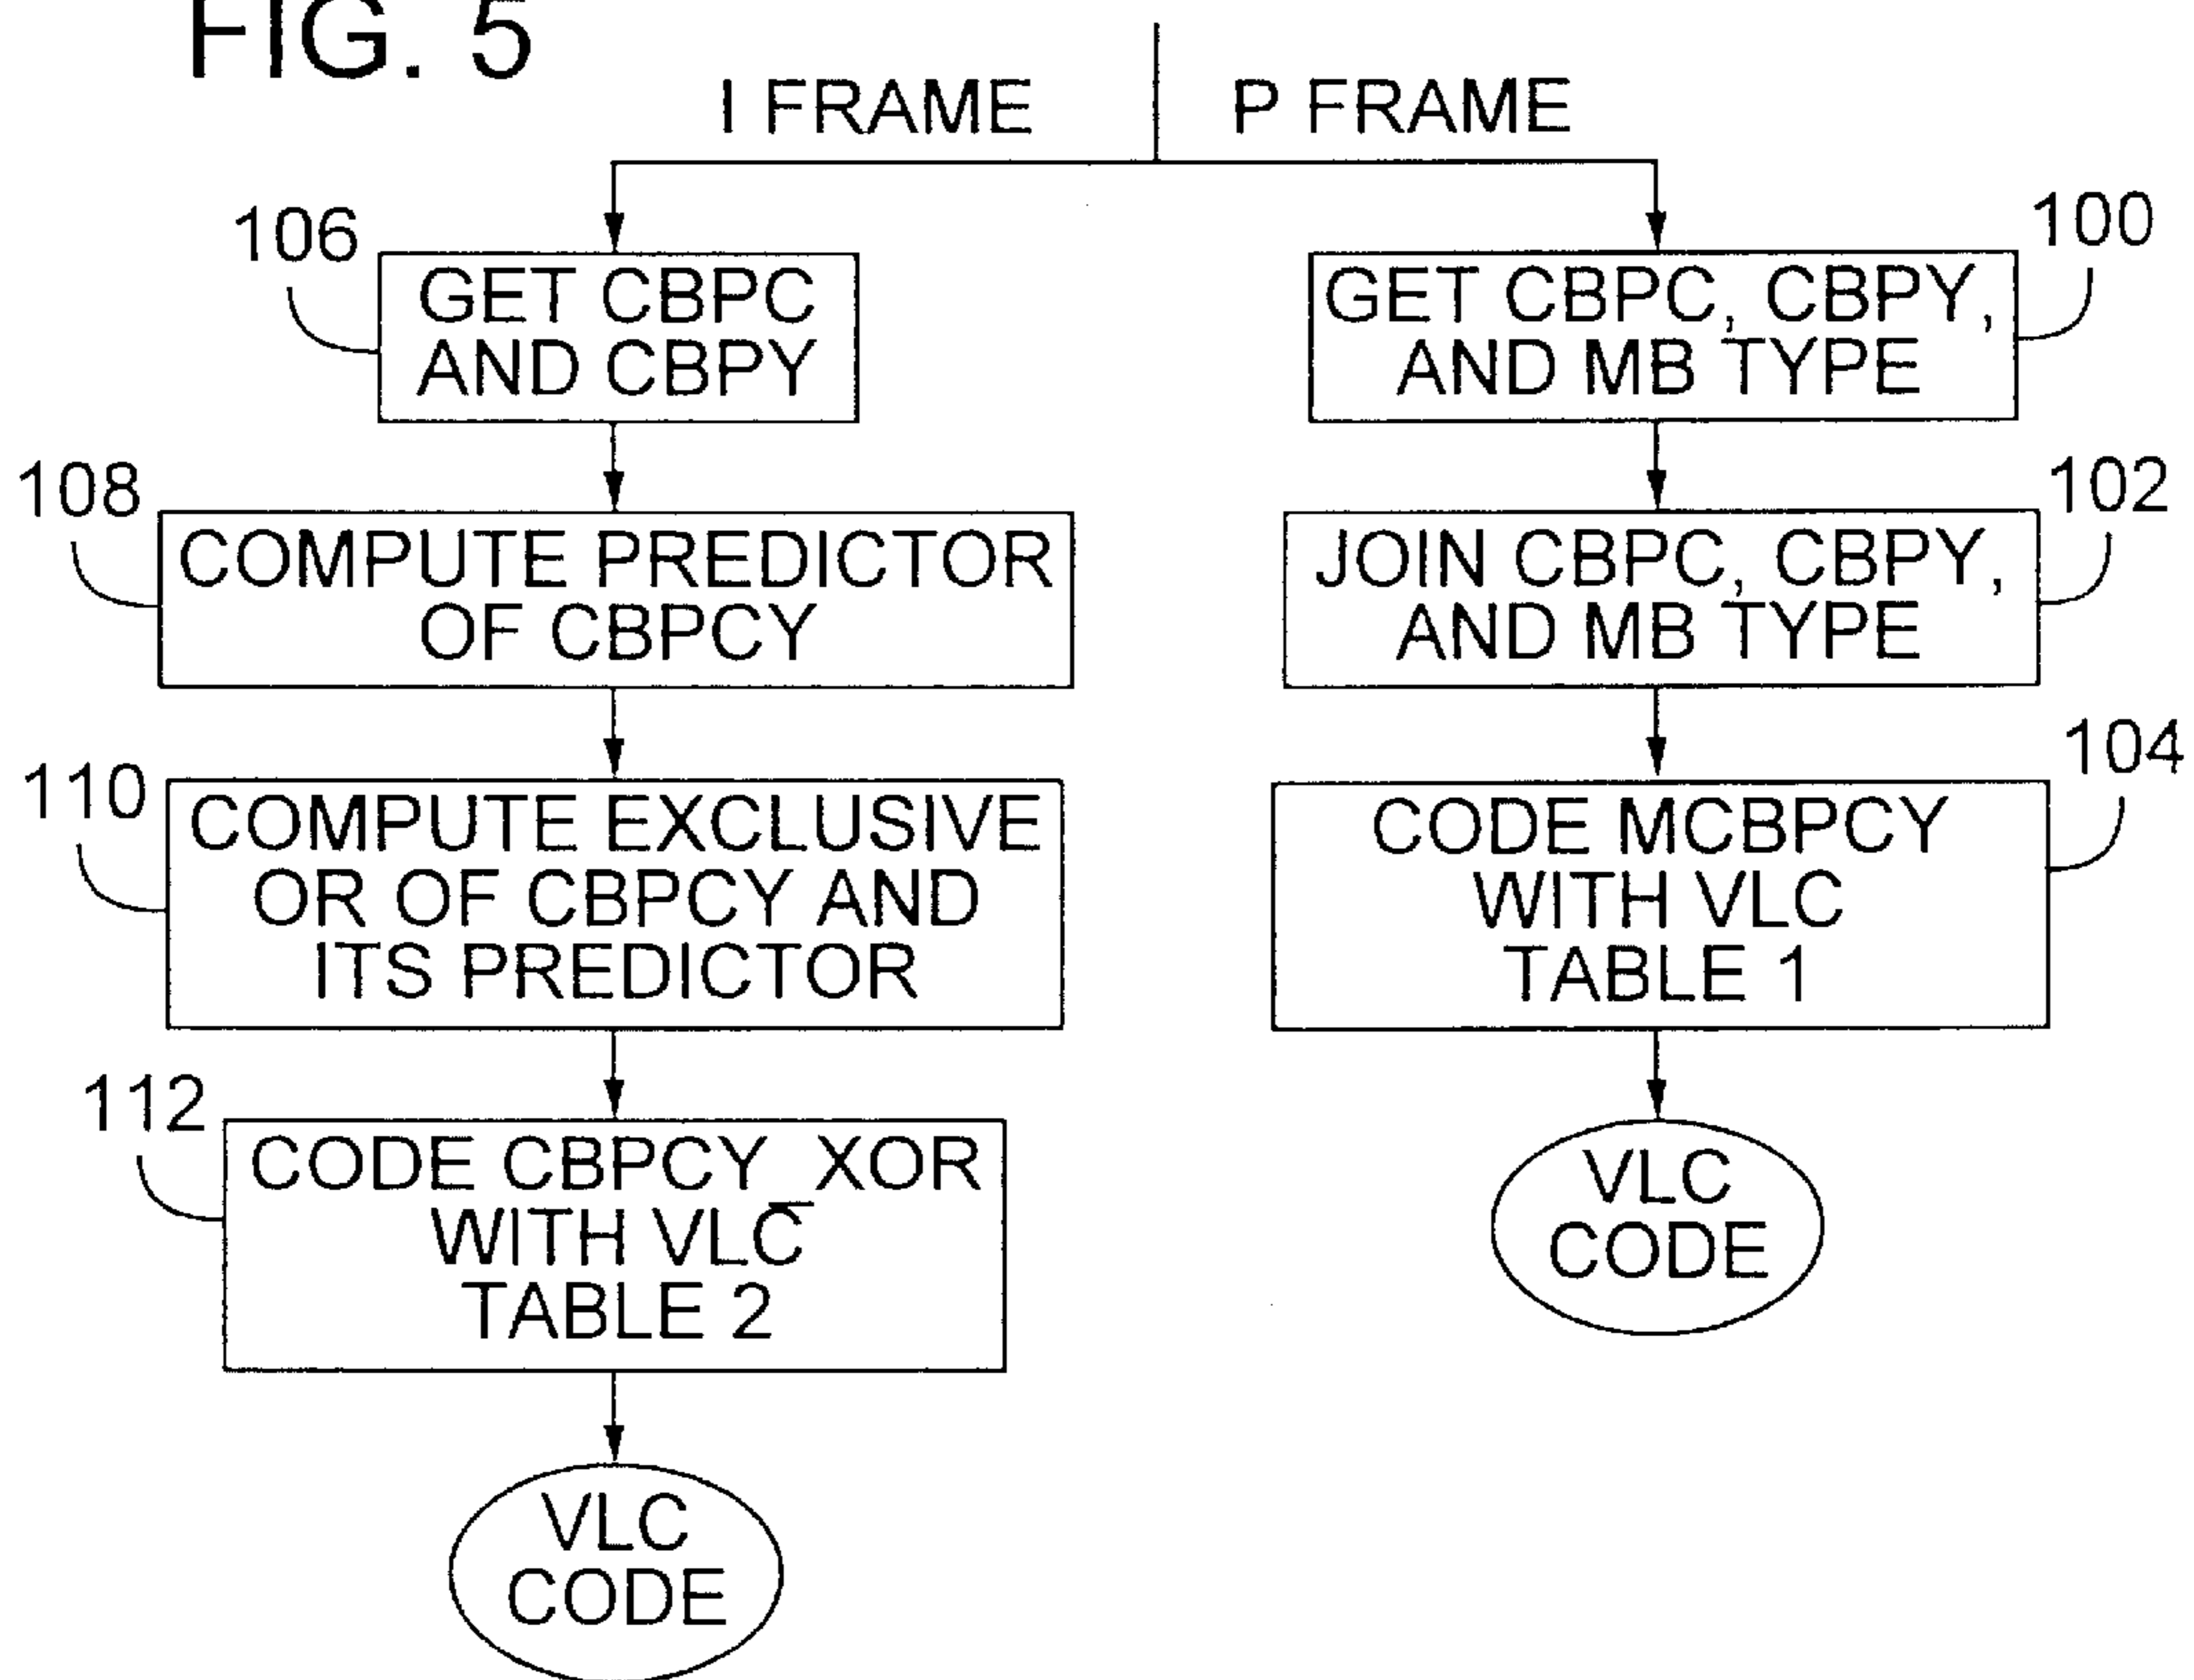 FIG. 5
I FRAME
P FRAME
106
GET CBPC
AND CBPY
100
GET CBPC, CBPY,
AND MB TYPE
108
COMPUTE PREDICTOR
OF CBPCY
102
JOIN CBPC, CBPY,
AND MB TYPE
110
COMPUTE EXCLUSIVE
OR OF CBPCY AND
ITS PREDICTOR
104
CODE MCBPCY
WITH VLC
TABLE 1
112
CODE CBPCY_XOR
WITH VLC
TABLE 2
VLC
CODE
VLC
CODE